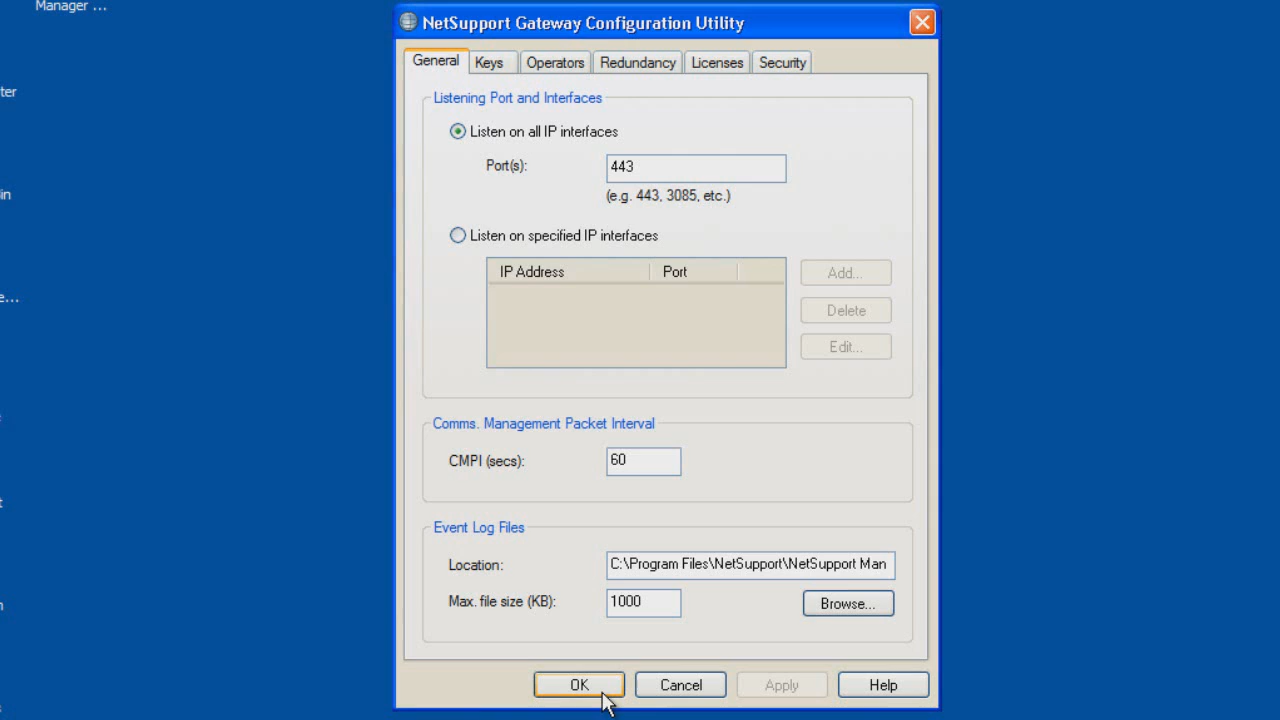 Manager ...
NetSupport Gateway Configuration Utility
General Keys Operators Redundancy Licenses Security
ter
Listening Port and Interfaces
Listen on all IP interfaces
Port(s): 443
in
(e.g. 443, 3085, etc.)
Listen on specified IP interfaces
IP Address Port Add...
e...
Delete
Edit...
Comms. Management Packet Interval
CMPI (secs): 60
t
Event Log Files
Location: C:\Program Files\NetSupport\NetSupport Man
Max. file size (KB): 1000 Browse...
OK Cancel Apply Help